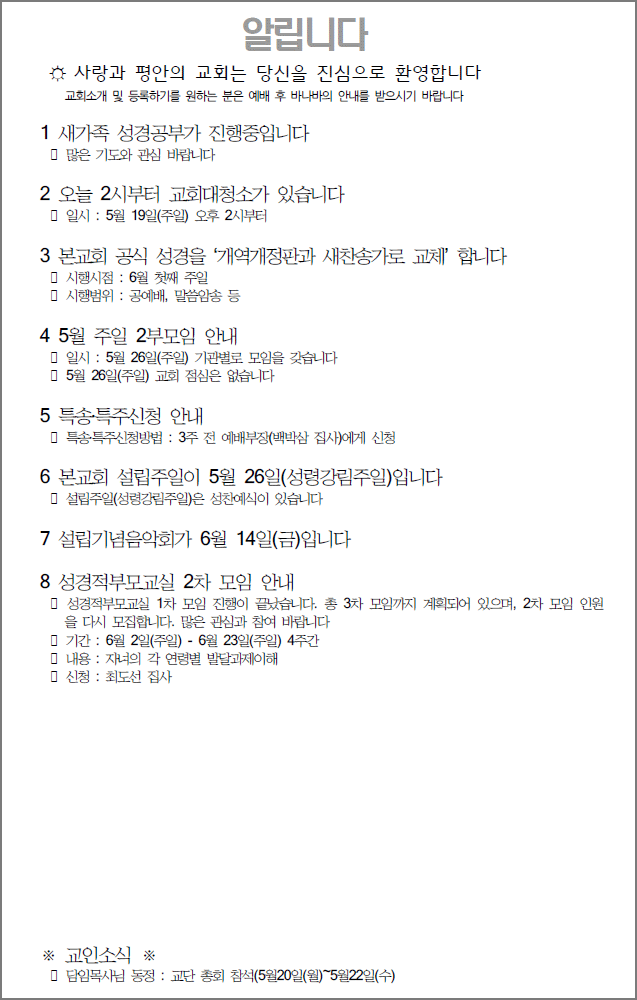 알립니다
☼ 사랑과 평안의 교회는 당신을 진심으로 환영합니다
교회소개 및 등록하기를 원하는 분은 예배 후 바나바의 안내를 받으시기 바랍니다
1 새가족 성경공부가 진행중입니다
▯ 많은 기도와 관심 바랍니다
2 오늘 2시부터 교회대청소가 있습니다
▯ 일시 : 5월 19일(주일) 오후 2시부터
3 본교회 공식 성경을 ‘개역개정판과 새찬송가로 교체’ 합니다
▯ 시행시점 : 6월 첫째 주일
▯ 시행범위 : 공예배, 말씀암송 등
4 5월 주일 2부모임 안내
▯ 일시 : 5월 26일(주일) 기관별로 모임을 갖습니다
▯ 5월 26일(주일) 교회 점심은 없습니다
5 특송·특주신청 안내
▯ 특송·특주신청방법 : 3주 전 예배부장(백박삼 집사)에게 신청
6 본교회 설립주일이 5월 26일(성령강림주일)입니다
▯ 설립주일(성령강림주일)은 성찬예식이 있습니다
7 설립기념음악회가 6월 14일(금)입니다
8 성경적부모교실 2차 모임 안내
▯ 성경적부모교실 1차 모임 진행이 끝났습니다. 총 3차 모임까지 계획되어 있으며, 2차 모임 인원
을 다시 모집합니다. 많은 관심과 참여 바랍니다
▯ 기간 : 6월 2일(주일) - 6월 23일(주일) 4주간
▯ 내용 : 자녀의 각 연령별 발달과제이해
▯ 신청 : 최도선 집사
※ 교인소식 ※
▯ 담임목사님 동정 : 교단 총회 참석(5월20일(월)~5월22일(수)